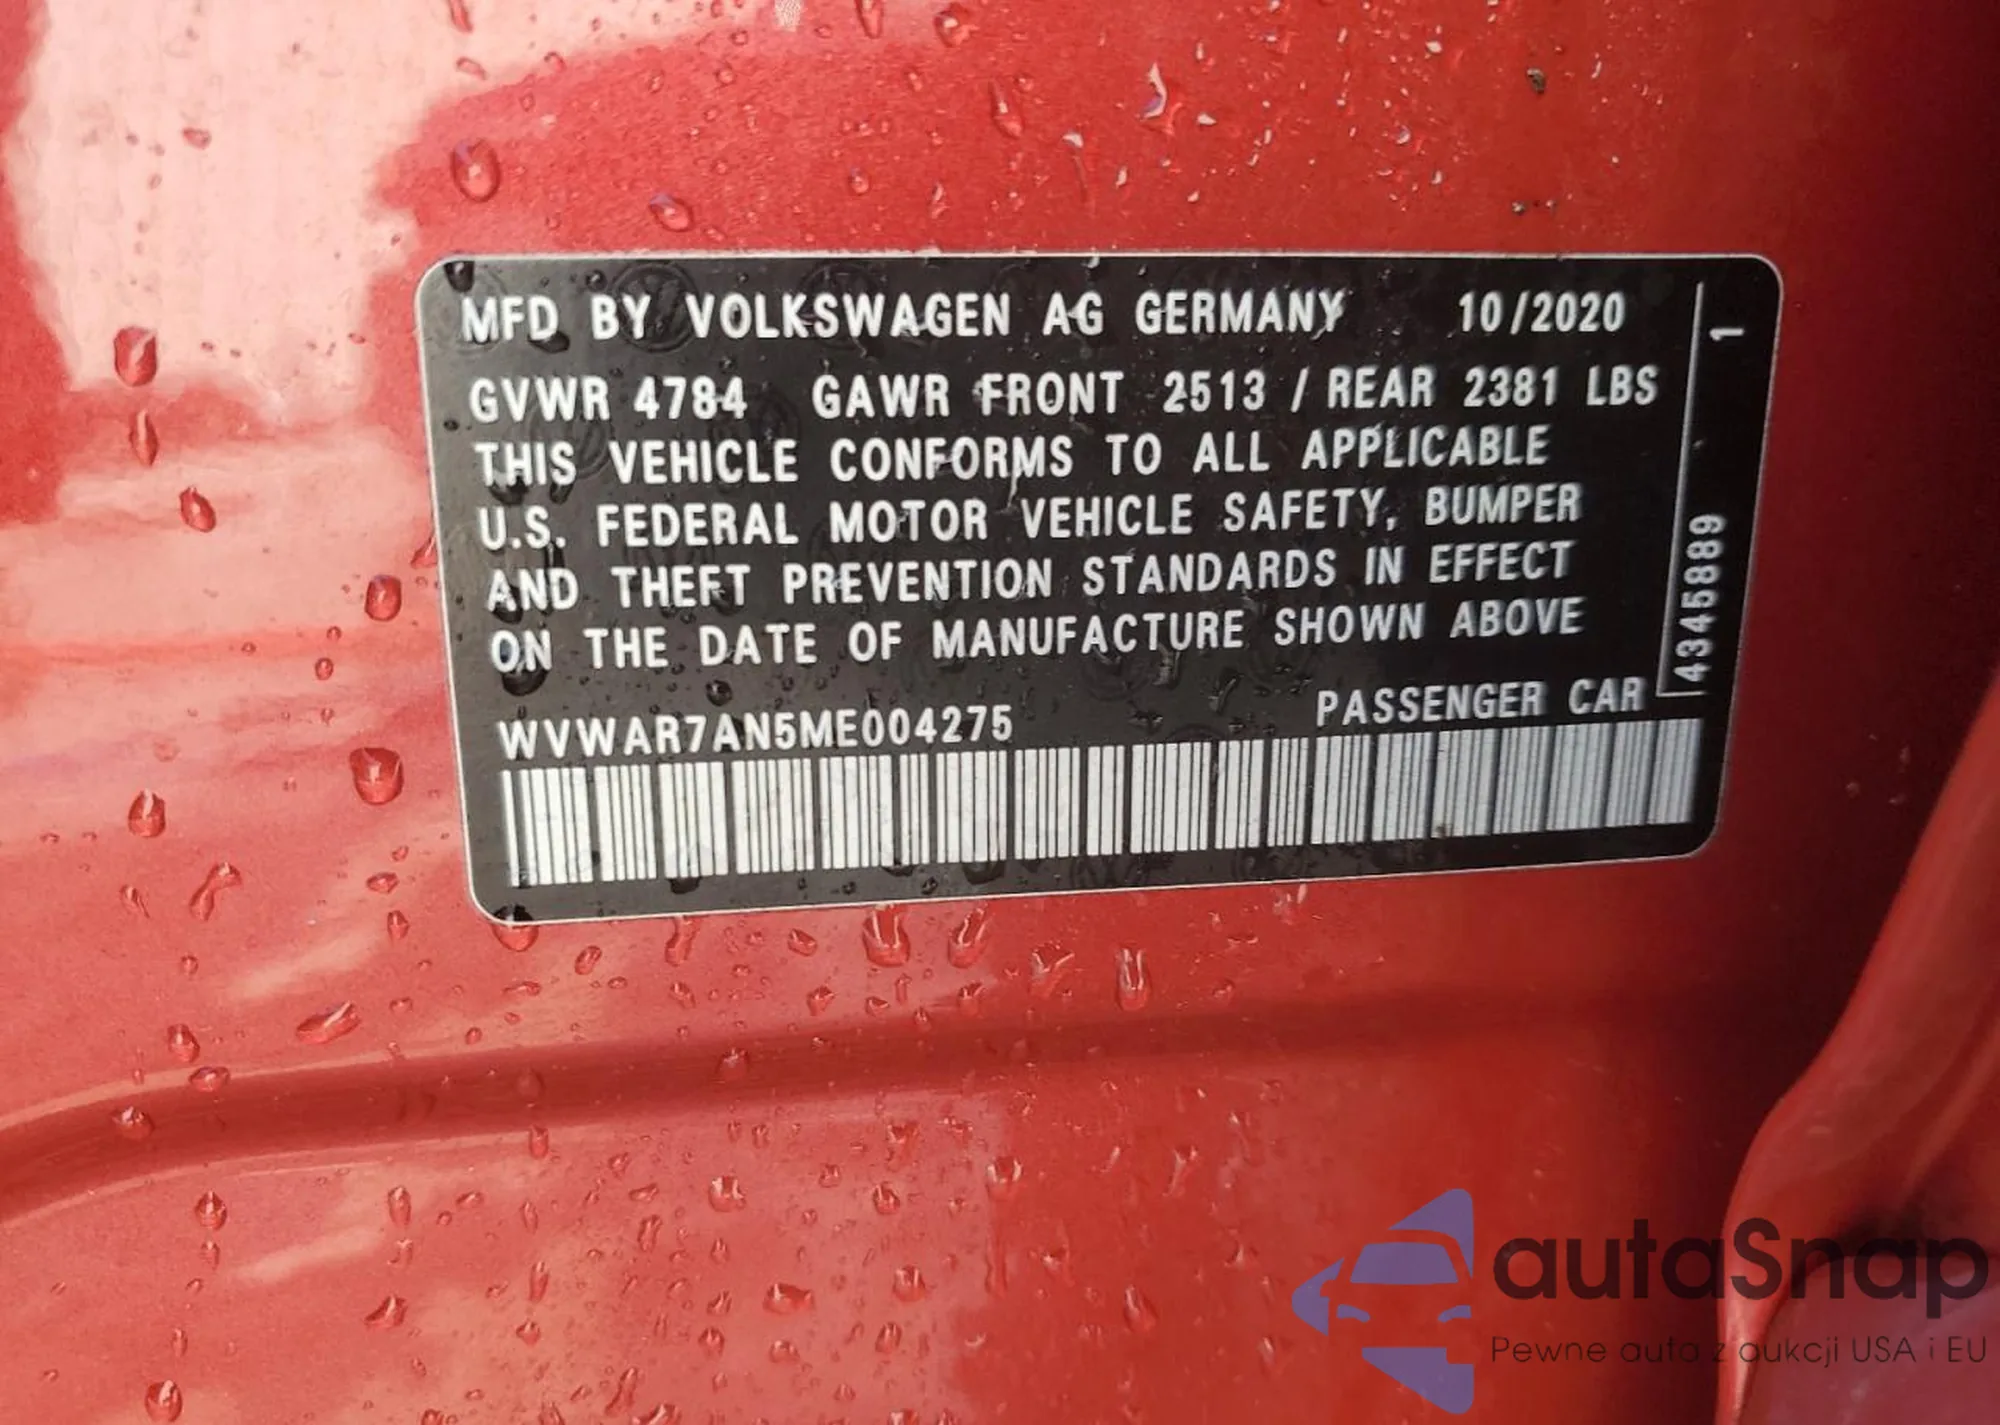 MFD BY VOLKSWAGEN AG GERMANY 10/2020
GVWR 4784 GAWR FRONT 2513 / REAR 2381 LBS
THIS VEHICLE CONFORMS TO ALL APPLICABLE
U.S. FEDERAL MOTOR VEHICLE SAFETY, BUMPER
AND THEFT PREVENTION STANDARDS IN EFFECT
ON THE DATE OF MANUFACTURE SHOWN ABOVE
PASSENGER CAR
WVWAR7AN5ME004275
4345889 1
autaSnap
Pewne auta z aukcji USA i EU